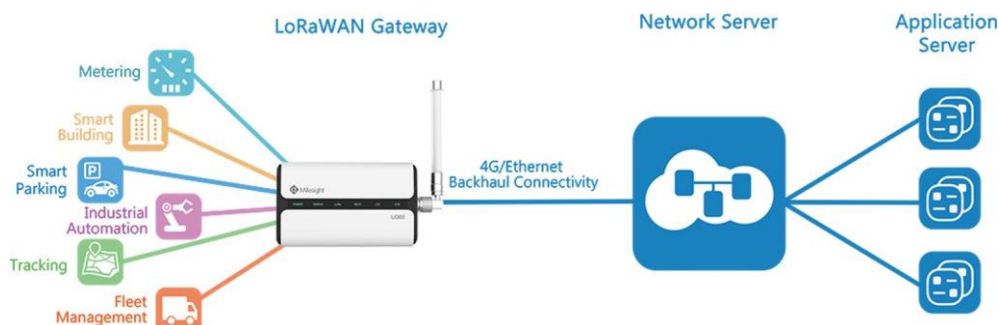 LoRaWAN Gateway
Network Server
Application
Server
Metering
Smart
Building
Smart
Parking
P
Industrial
Automation
Tracking
Fleet
Management
Milesight
4G/Ethernet
Backhaul Connectivity